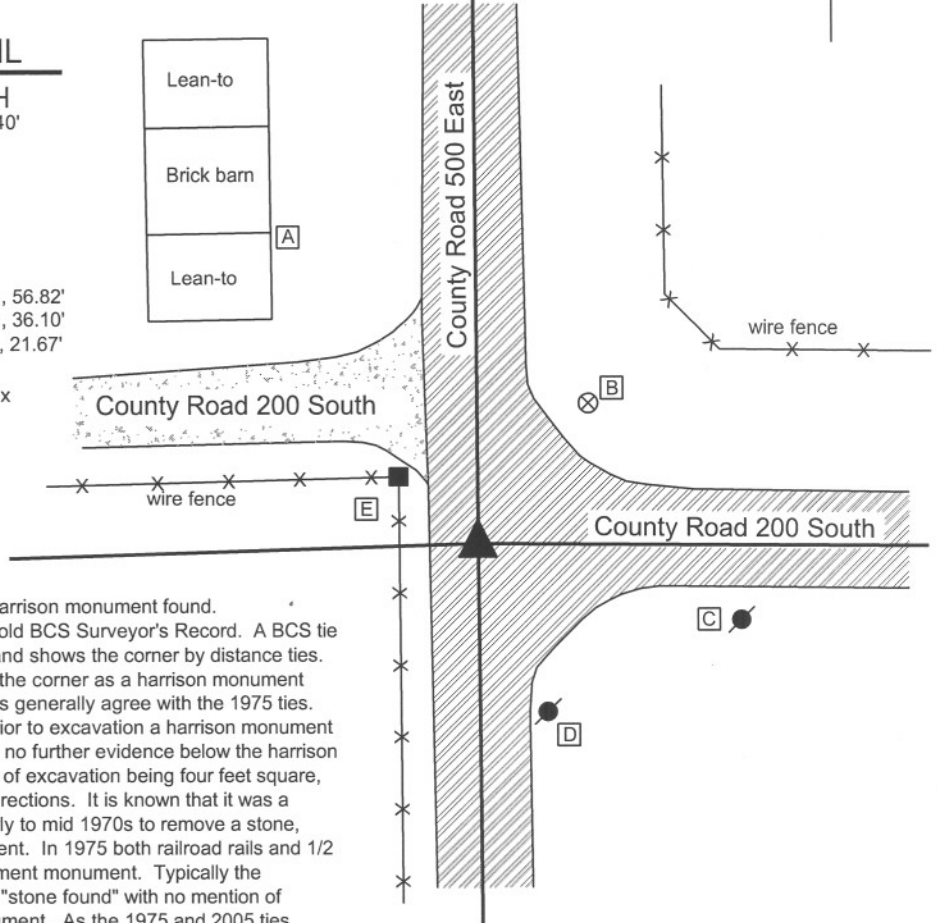 IL
H
40'
Lean-to
Brick barn
A
Lean-to
County Road 500 East
, 56.82'
, 36.10'
, 21.67'
x
wire fence
B
County Road 200 South
wire fence
E
County Road 200 South
C
D
arrison monument found.
old BCS Surveyor's Record. A BCS tie
and shows the corner by distance ties.
the corner as a harrison monument
s generally agree with the 1975 ties.
ior to excavation a harrison monument
no further evidence below the harrison
of excavation being four feet square,
rections. It is known that it was a
ly to mid 1970s to remove a stone,
ent. In 1975 both railroad rails and 1/2
ment monument. Typically the
"stone found" with no mention of
ument. As the 1975 and 2005 ties